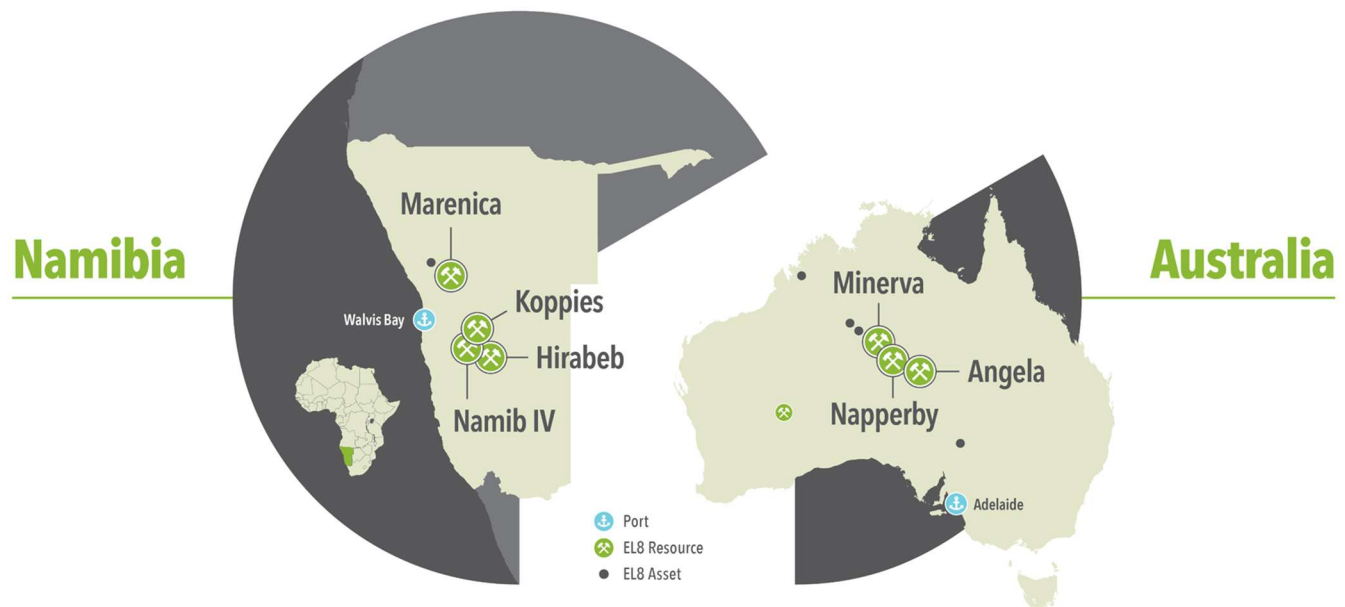 Namibia
Marenica
Koppies
Walvis Bay
Hirabeb
Namib IV
Australia
Minerva
Angela
Napperby
Adelaide
Port
EL8 Resource
EL8 Asset